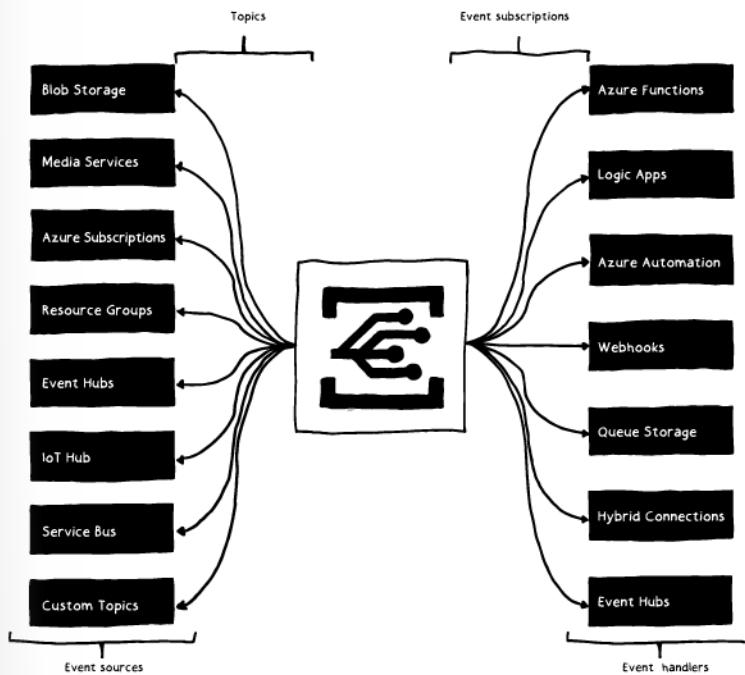 Topics
Event subscriptions
Blob Storage
Media Services
Azure Subscriptions
Resource Groups
Event Hubs
IoT Hub
Service Bus
Custom Topics
Event sources
Azure Functions
Logic Apps
Azure Automation
Webhooks
Queue Storage
Hybrid Connections
Event Hubs
Event handlers